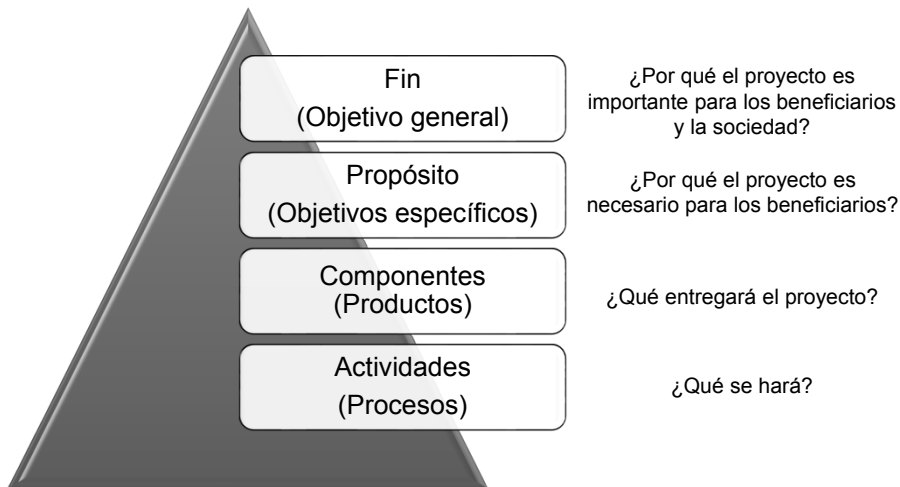 Fin
(Objetivo general)
¿Por qué el proyecto es
importante para los beneficiarios
y la sociedad?
Propósito
(Objetivos específicos)
¿Por qué el proyecto es
necesario para los beneficiarios?
Componentes
(Productos)
¿Qué entregará el proyecto?
Actividades
(Procesos)
¿Qué se hará?